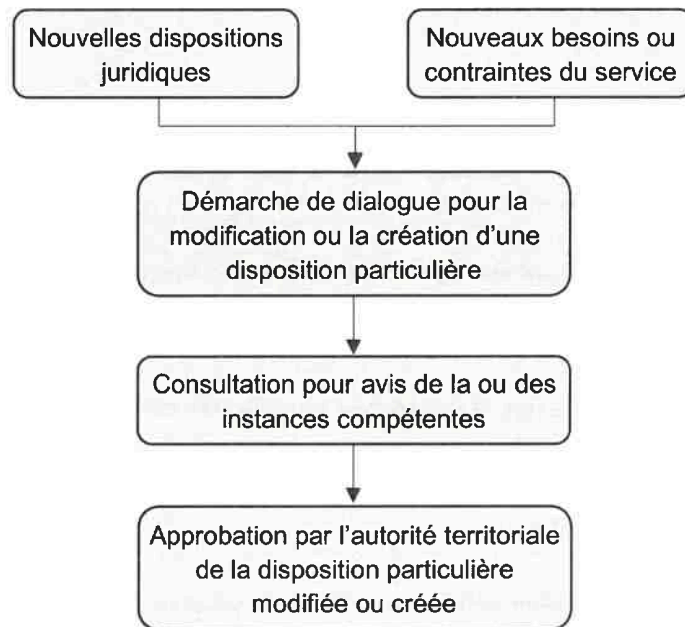 Nouvelles dispositions
juridiques
Nouveaux besoins ou
contraintes du service
Démarche de dialogue pour la
modification ou la création d'une
disposition particulière
Consultation pour avis de la ou des
instances compétentes
Approbation par l'autorité territoriale
de la disposition particulière
modifiée ou créée